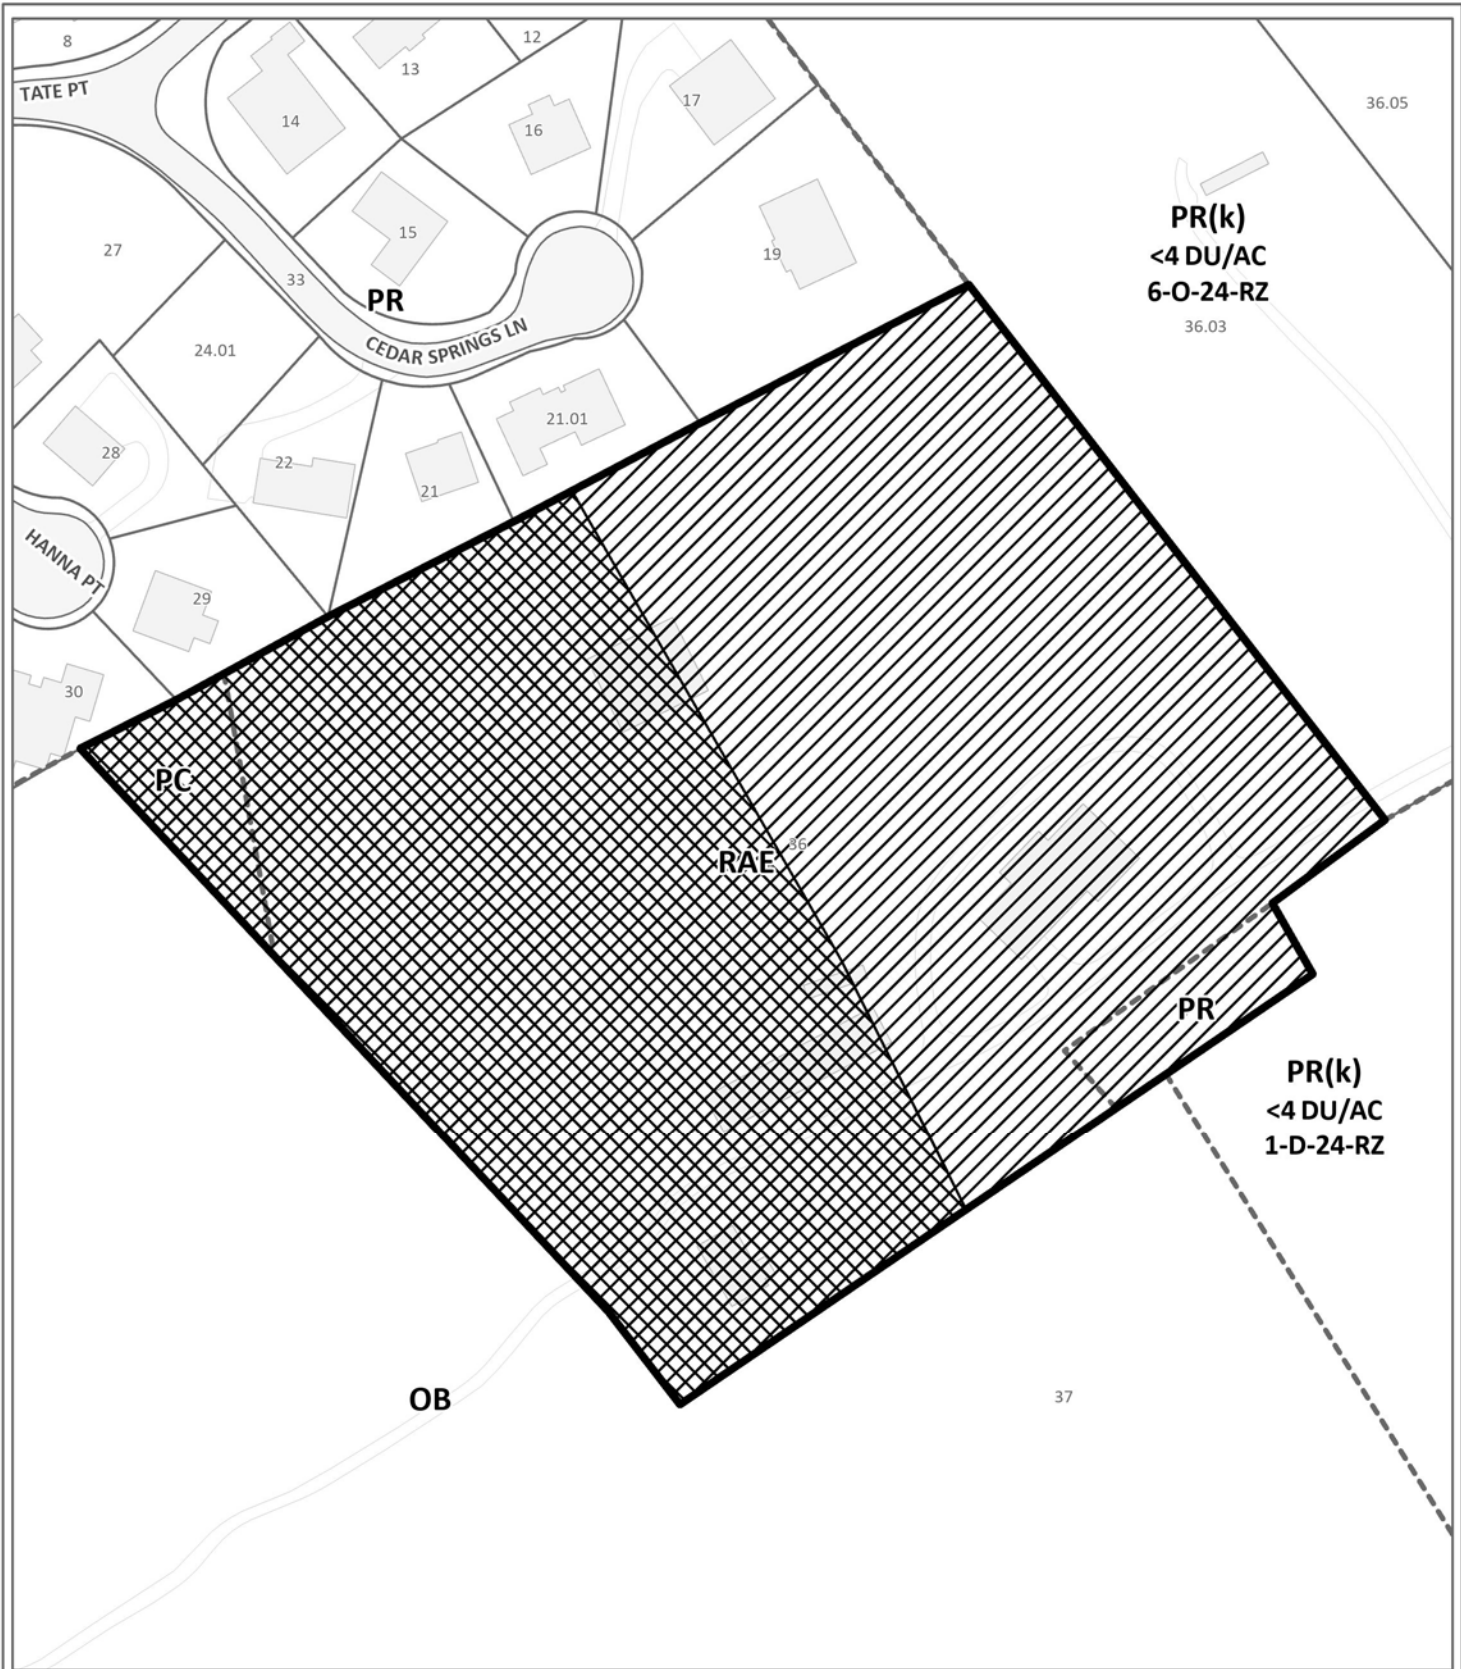 8
12
13
TATE PT
17
36.05
14
16
PR(k)
<4 DU/AC
6-O-24-RZ
36.03
15
27
19
33
PR
CEDAR SPRINGS LN
24.01
21.01
28
22
21
HANNA PT
29
30
PC
36
RAE
PR
PR(k)
<4 DU/AC
1-D-24-RZ
OB
37